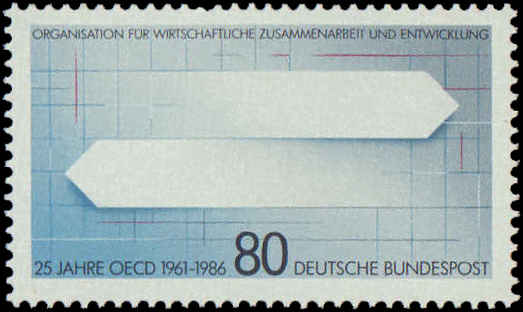 ORGANISATION FÜR WIRTSCHAFTLICHE ZUSAMMENARBEIT UND ENTWICKLUNG
25 JAHRE OECD 1961-1986 80 DEUTSCHE BUNDESPOST